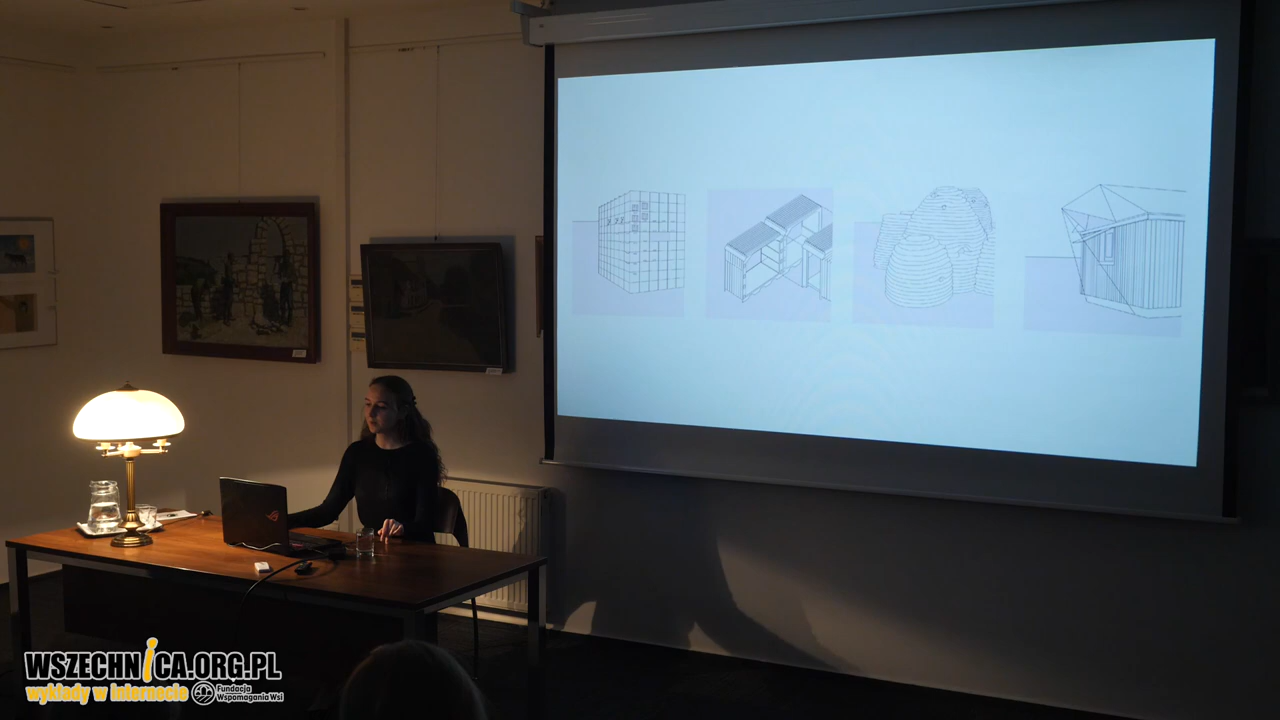 WSZECHNICA.ORG.PL
wykłady w internecie
Fundacja
Wspomagania Wsi